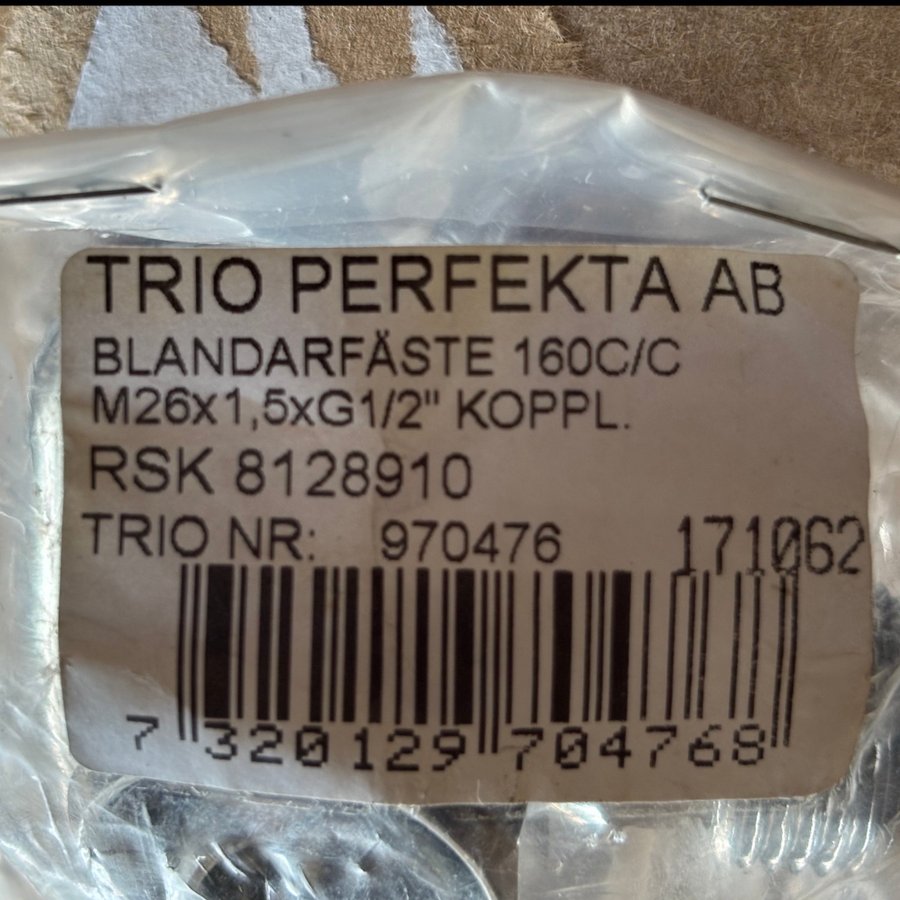 TRIO PERFEKTA AB
BLANDARFÄSTE 160C/C
M26x1,5xG1/2" KOPPL.
RSK 8128910
TRIO NR: 970476 171062
7 320129 704768